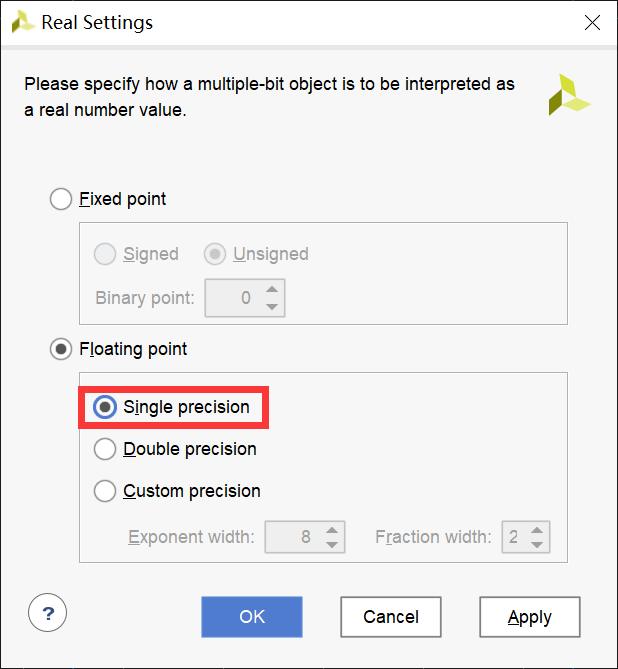 Real Settings
Please specify how a multiple-bit object is to be interpreted as
a real number value.
Fixed point
Signed Unsigned
Binary point: 0
Floating point
Single precision
Double precision
Custom precision
Exponent width: 8 Fraction width: 2
? OK Cancel Apply